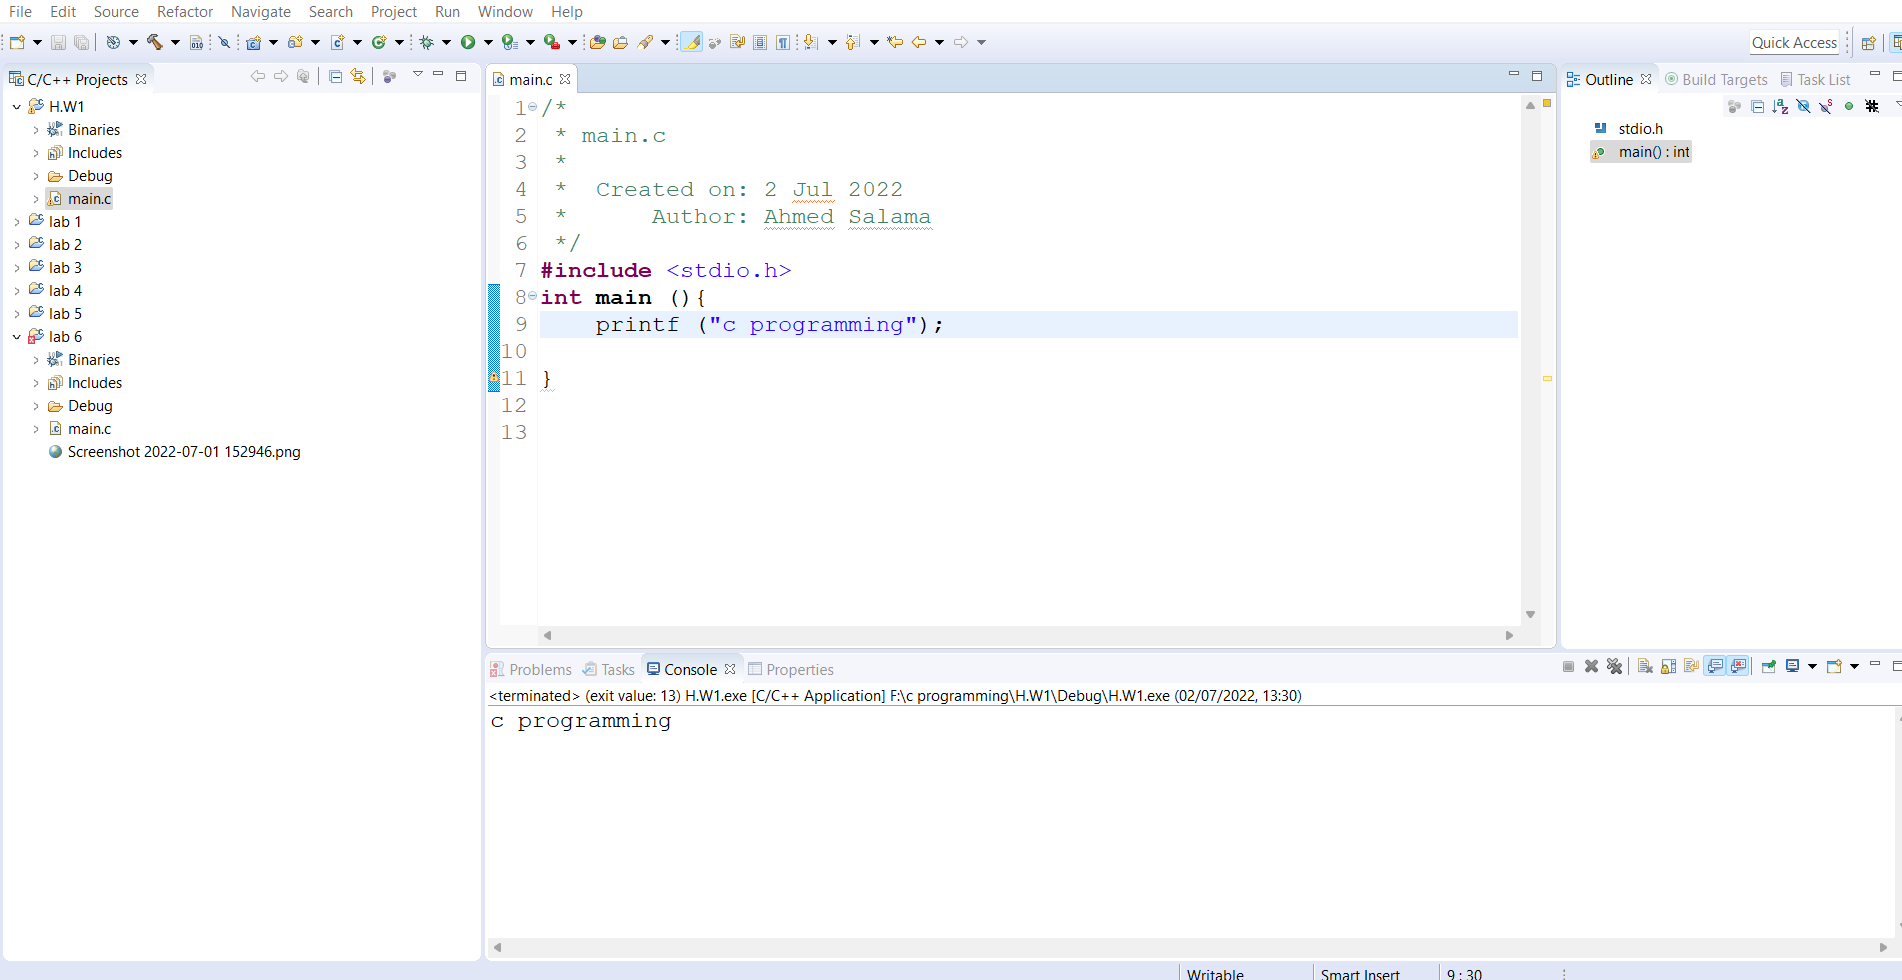 File Edit Source Refactor Navigate Search Project Run Window Help
Quick Access
C/C++ Projects
H.W1
Binaries
Includes
Debug
main.c
lab 1
lab 2
lab 3
lab 4
lab 5
lab 6
Binaries
Includes
Debug
main.c
Screenshot 2022-07-01 152946.png
main.c
1 /*
2  * main.c
3  *
4  *  Created on: 2 Jul 2022
5  *      Author: Ahmed Salama
6  */
7 #include <stdio.h>
8 int main (){
9     printf ("c programming");
10
11 }
12
13
Outline Build Targets Task List
stdio.h
main() : int
Problems Tasks Console Properties
<terminated> (exit value: 13) H.W1.exe [C/C++ Application] F:\c programming\H.W1\Debug\H.W1.exe (02/07/2022, 13:30)
c programming
Writable Smart Insert 9 : 30